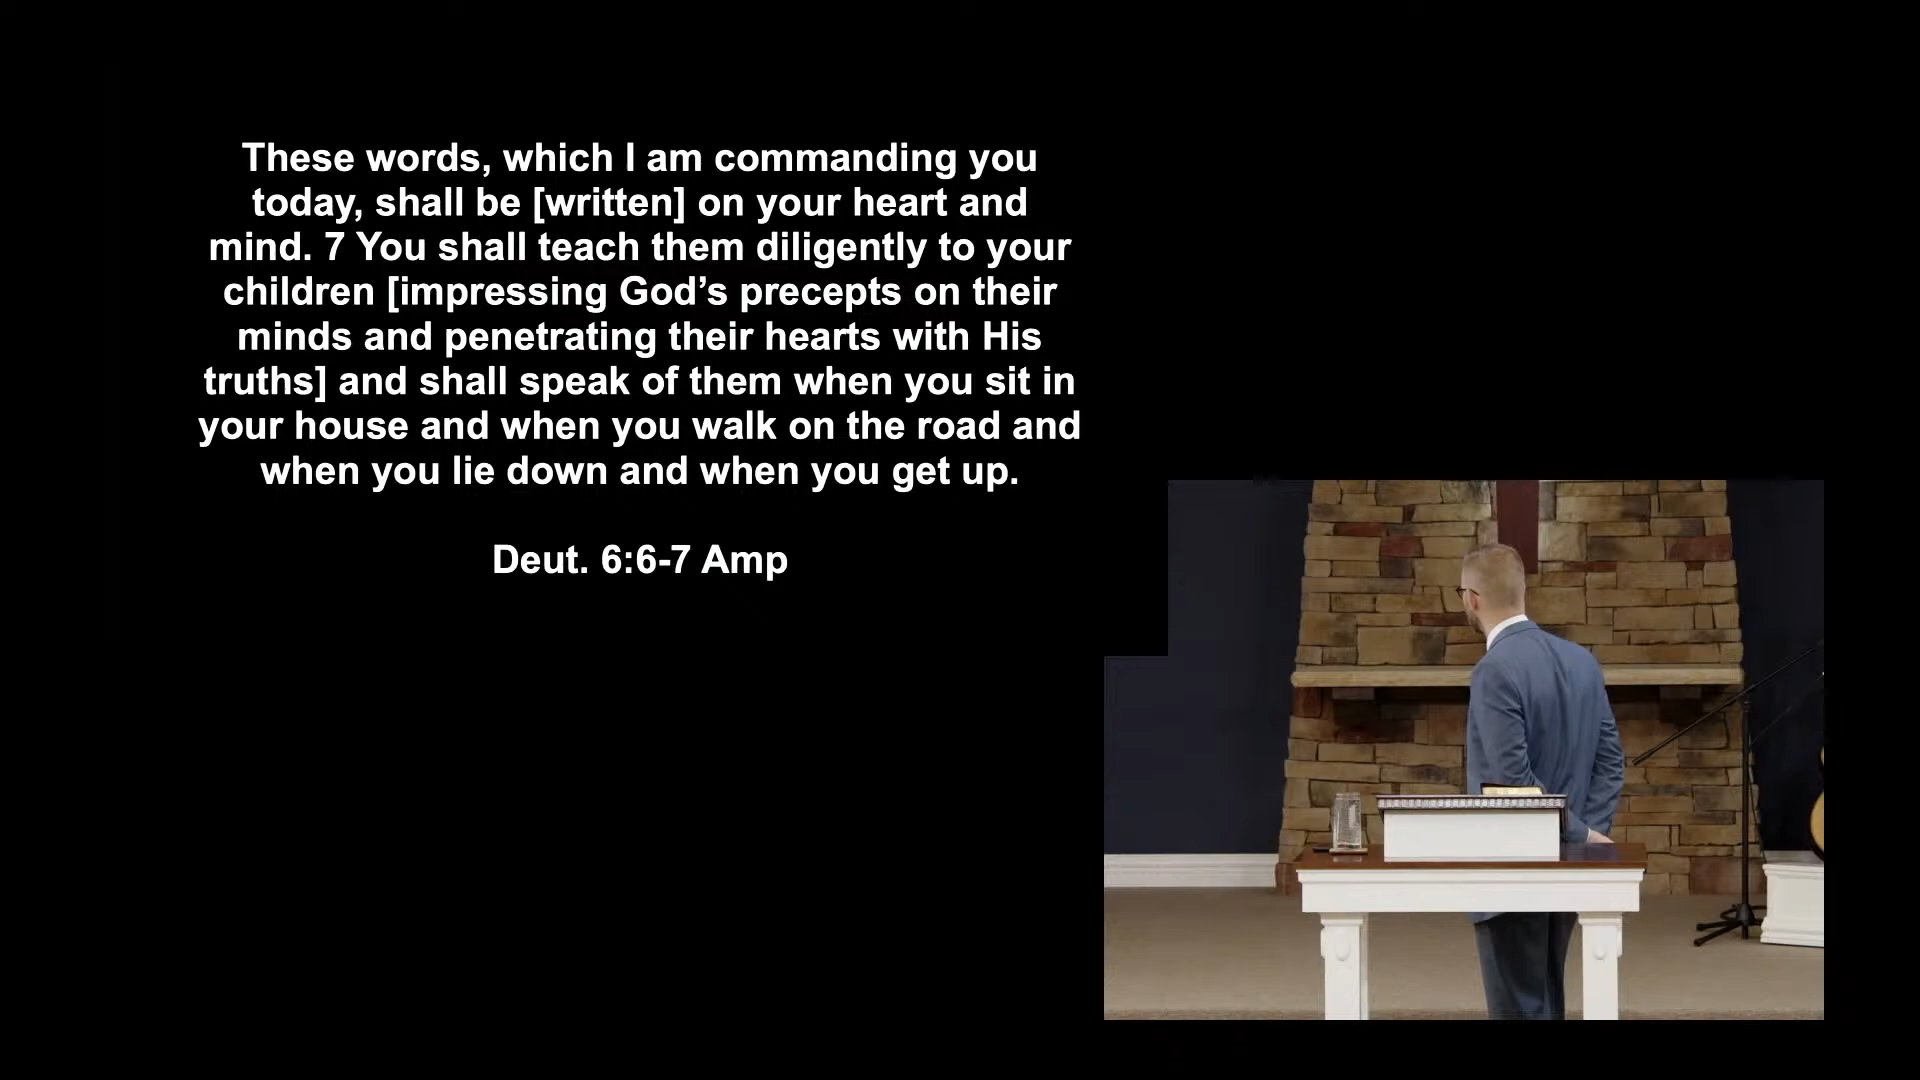 These words, which I am commanding you
today, shall be [written] on your heart and
mind. 7 You shall teach them diligently to your
children [impressing God’s precepts on their
minds and penetrating their hearts with His
truths] and shall speak of them when you sit in
your house and when you walk on the road and
when you lie down and when you get up.
Deut. 6:6-7 Amp